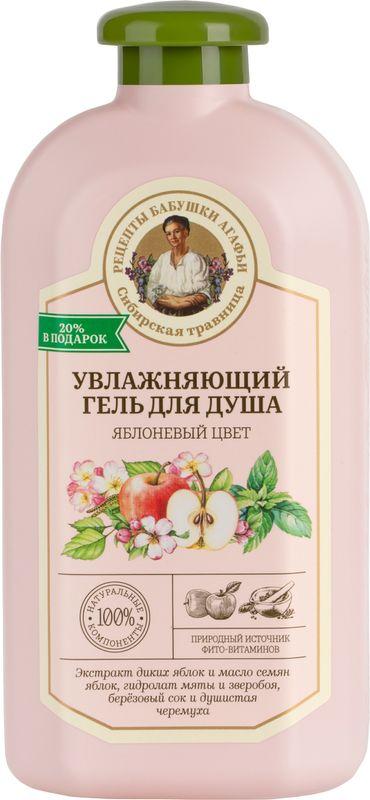 РЕЦЕПТЫ БАБУШКИ АГАФЬИ
Сибирская травница
20%
В ПОДАРОК
УВЛАЖНЯЮЩИЙ
ГЕЛЬ ДЛЯ ДУША
ЯБЛОНЕВЫЙ ЦВЕТ
НАТУРАЛЬНЫЕ
100%
КОМПОНЕНТЫ
ПРИРОДНЫЙ ИСТОЧНИК
ФИТО-ВИТАМИНОВ
Экстракт диких яблок и масло семян
яблок, гидролат мяты и зверобоя,
берёзовый сок и душистая
черемуха